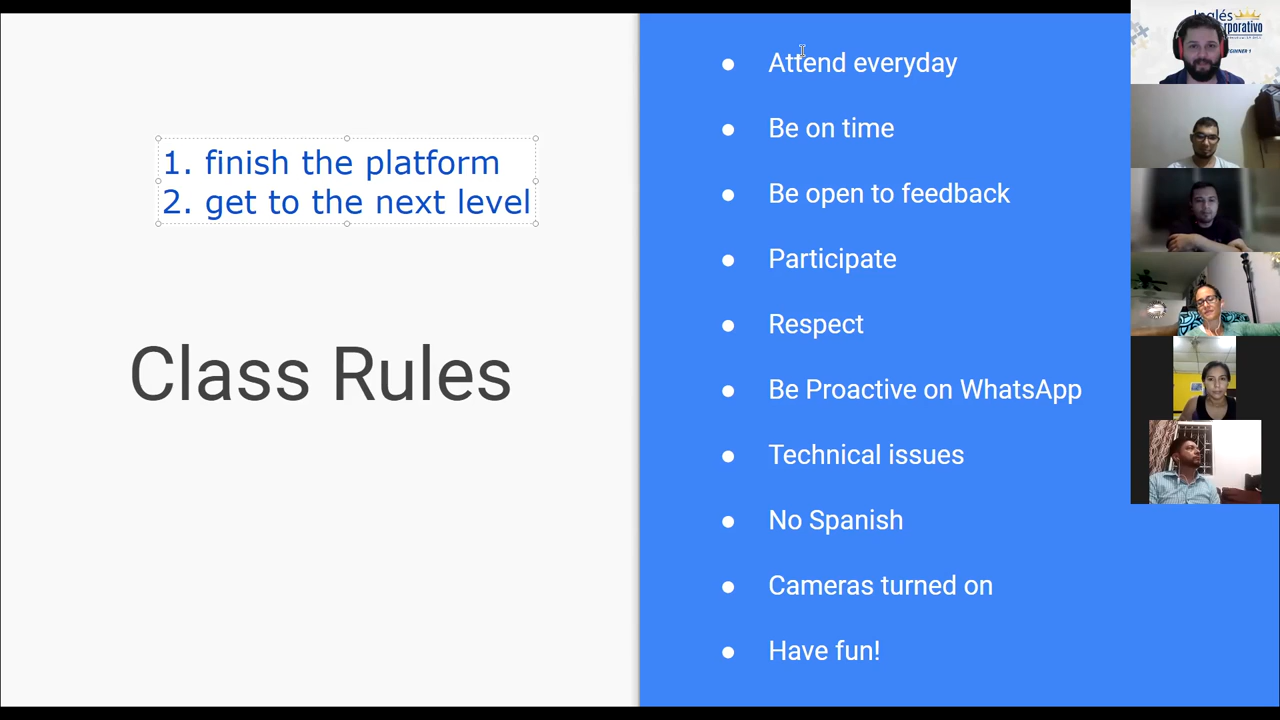 1. finish the platform
2. get to the next level
Class Rules
● Attend everyday
● Be on time
● Be open to feedback
● Participate
● Respect
● Be Proactive on WhatsApp
● Technical issues
● No Spanish
● Cameras turned on
● Have fun!
Inglés